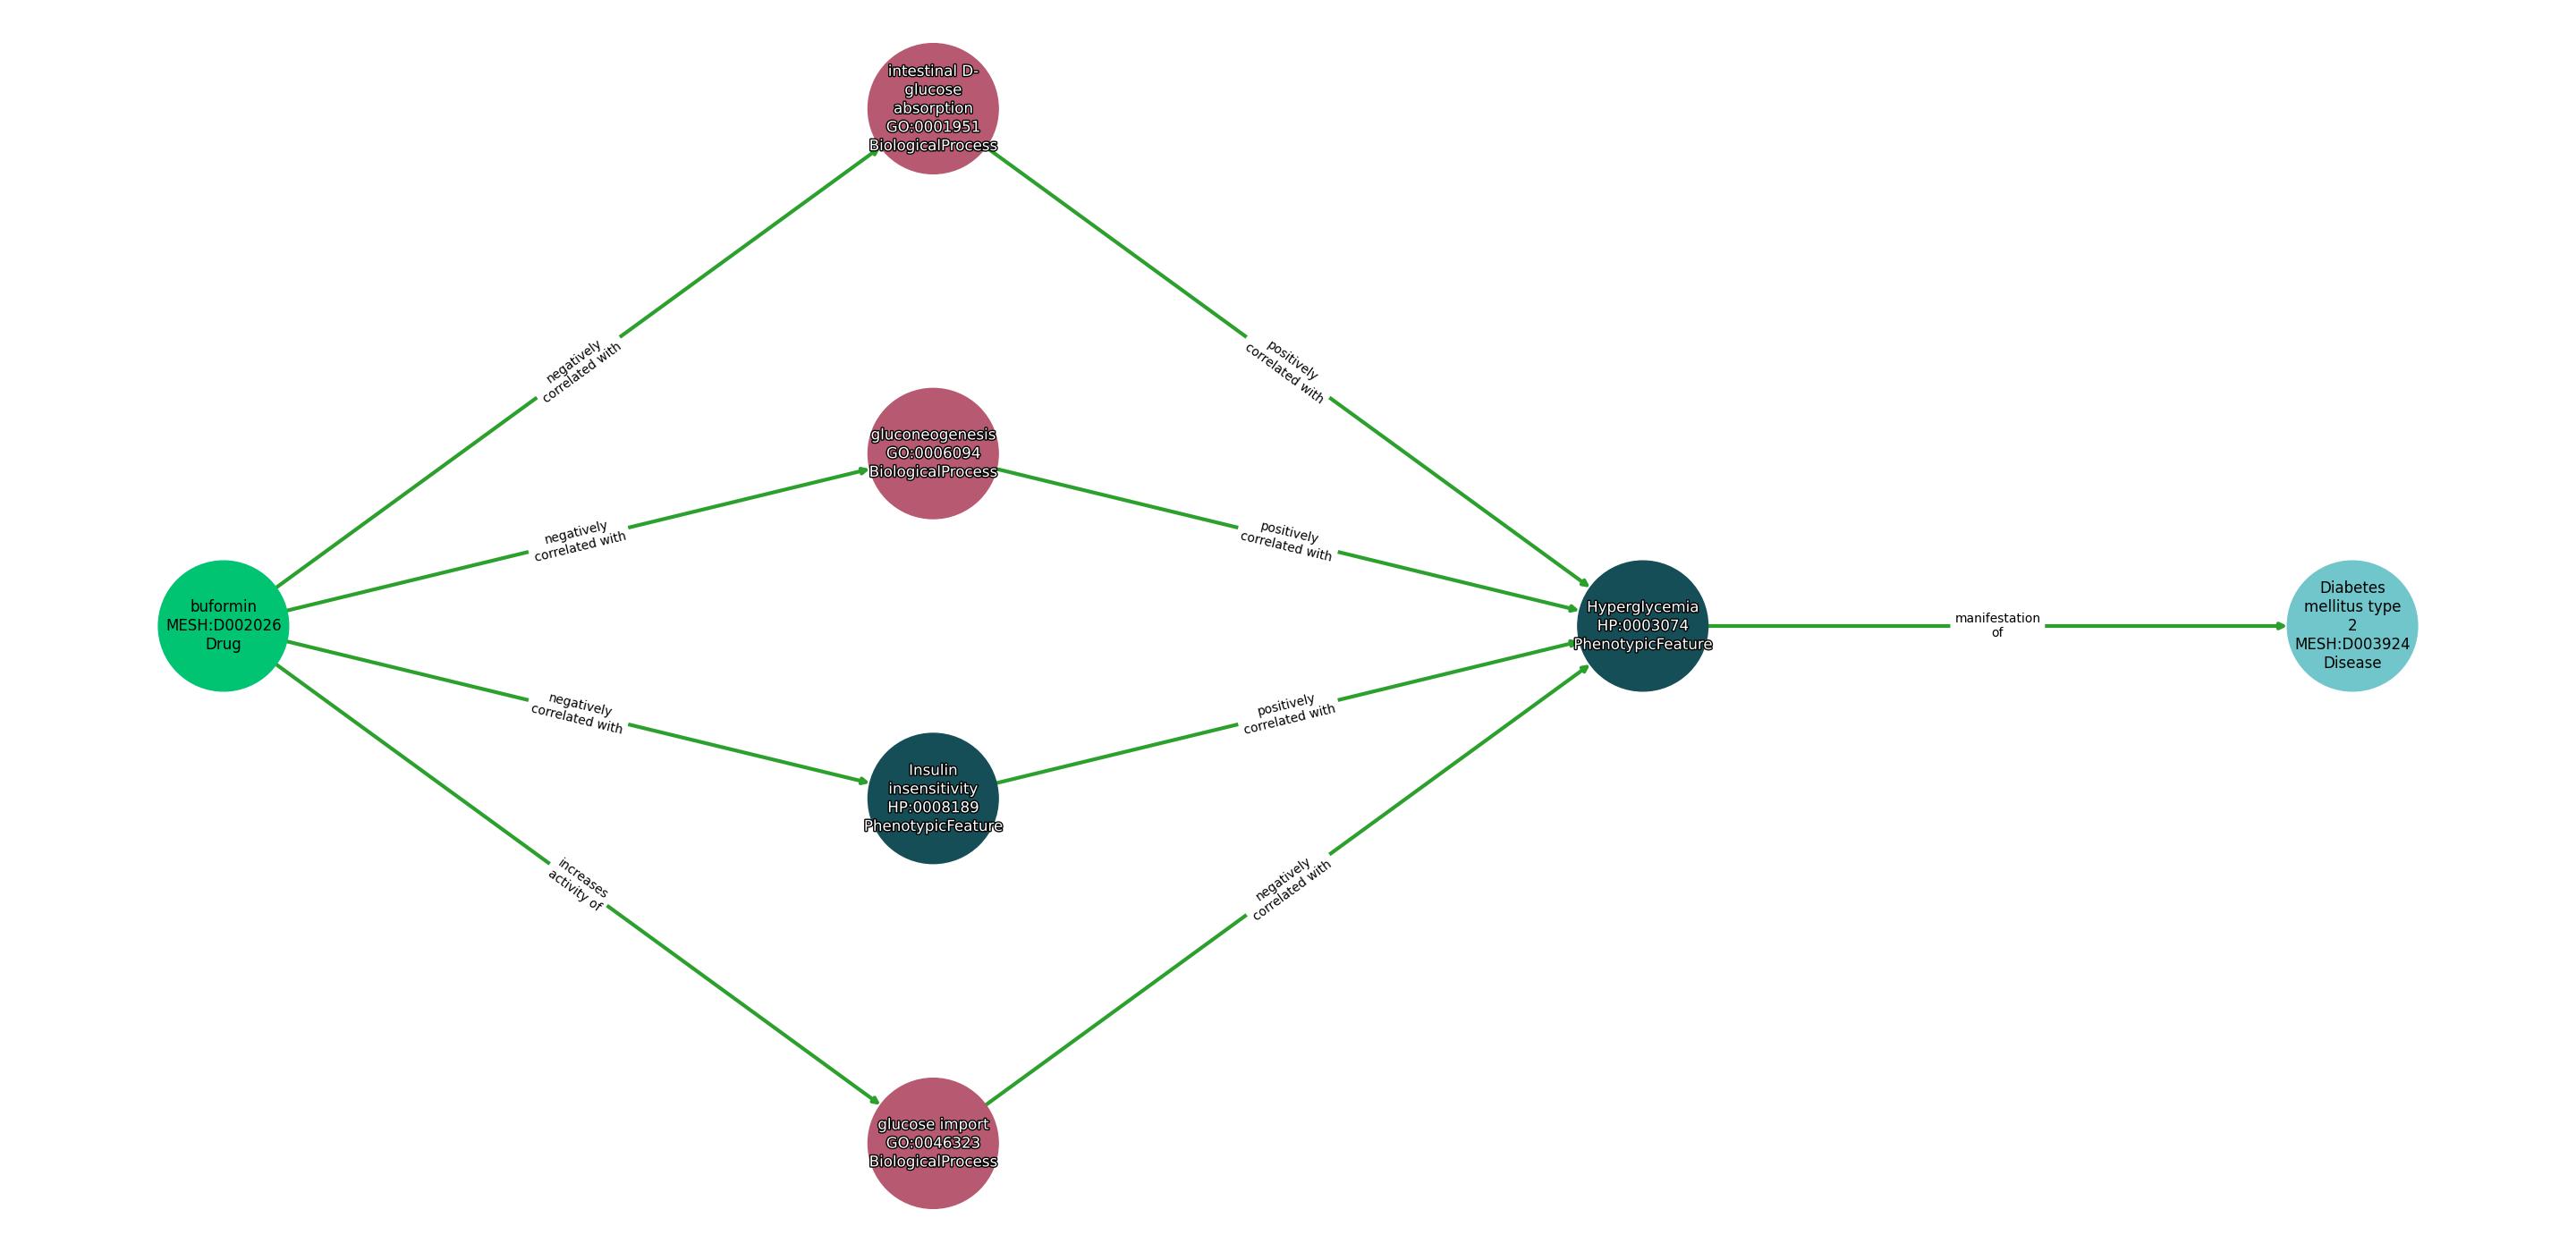 intestinal D-
glucose
absorption
GO:0001951
BiologicalProcess
negatively
correlated with
positively
correlated with
gluconeogenesis
GO:0006094
BiologicalProcess
negatively
correlated with
positively
correlated with
buformin
MESH:D002026
Drug
Hyperglycemia
HP:0003074
PhenotypicFeature
manifestation
of
Diabetes
mellitus type
2
MESH:D003924
Disease
negatively
correlated with
positively
correlated with
Insulin
insensitivity
HP:0008189
PhenotypicFeature
increases
activity of
negatively
correlated with
glucose import
GO:0046323
BiologicalProcess